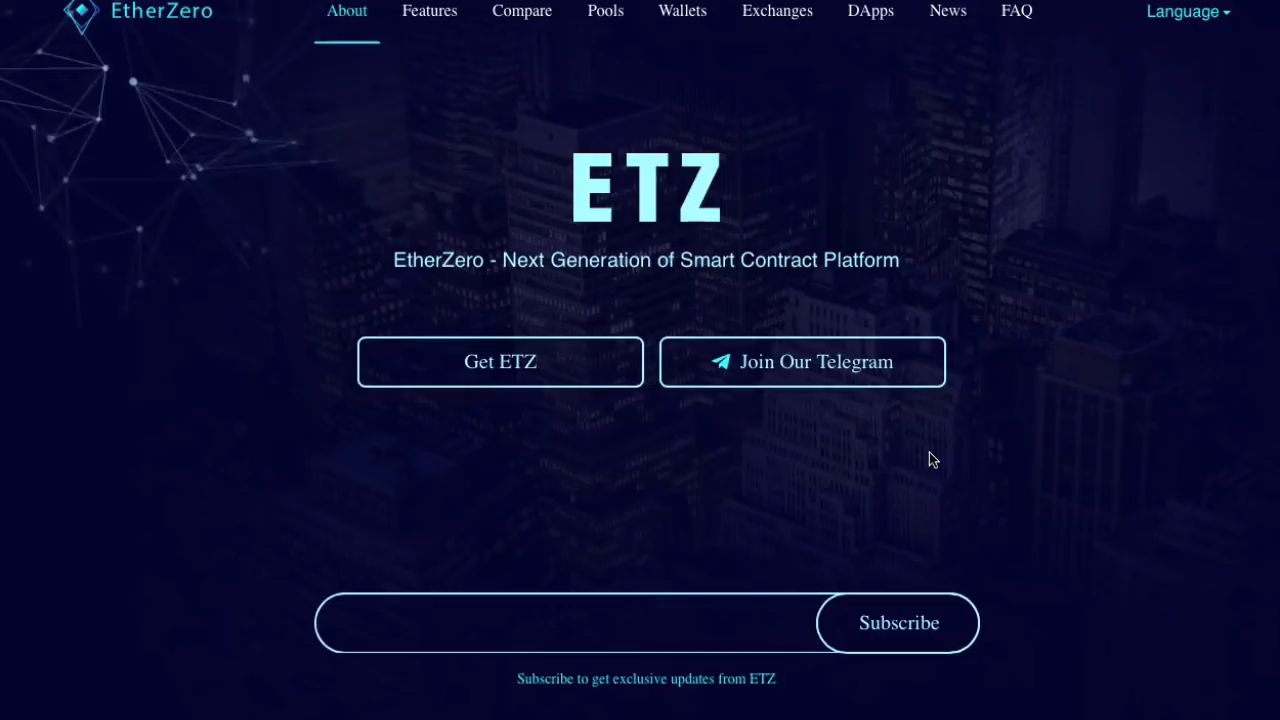 EtherZero
About Features Compare Pools Wallets Exchanges DApps News FAQ Language
ETZ
EtherZero - Next Generation of Smart Contract Platform
Get ETZ Join Our Telegram
Subscribe
Subscribe to get exclusive updates from ETZ